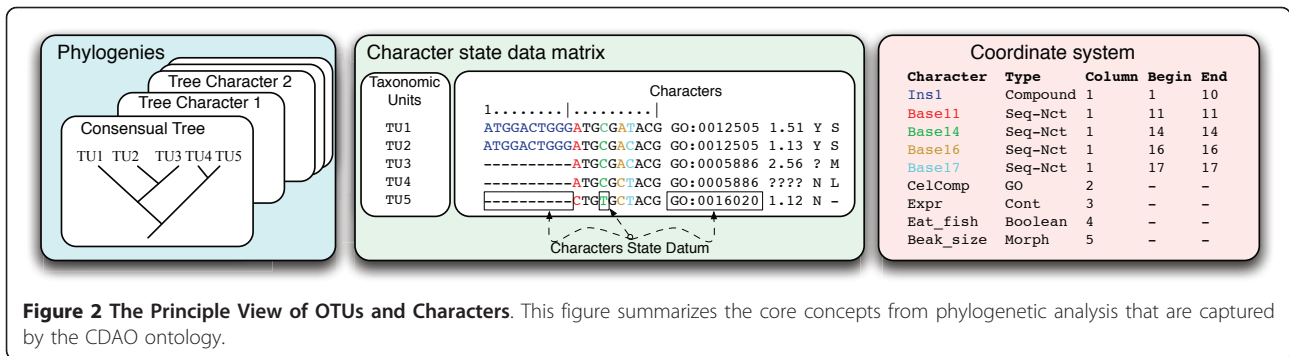 Phylogenies
Tree Character 2
Tree Character 1
Consensual Tree
TU1 TU2 TU3 TU4 TU5
Character state data matrix
Taxonomic
Units
Characters
1........|.........|
TU1 ATGGACTGGGATGCGATACG GO:0012505 1.51 Y S
TU2 ATGGACTGGGATGCGACACG GO:0012505 1.13 Y S
TU3 ----------ATGCGACACG GO:0005886 2.56 ? M
TU4 ----------ATGCGCTACG GO:0005886 ???? N L
TU5 ----------CTGTGCTACG GO:0016020 1.12 N -
Characters State Datum
Coordinate system
Character Type Column Begin End
Ins1 Compound 1 1 10
Base11 Seq-Nct 1 11 11
Base14 Seq-Nct 1 14 14
Base16 Seq-Nct 1 16 16
Base17 Seq-Nct 1 17 17
CelComp GO 2 - -
Expr Cont 3 - -
Eat_fish Boolean 4 - -
Beak_size Morph 5 - -
Figure 2 The Principle View of OTUs and Characters. This figure summarizes the core concepts from phylogenetic analysis that are captured
by the CDAO ontology.